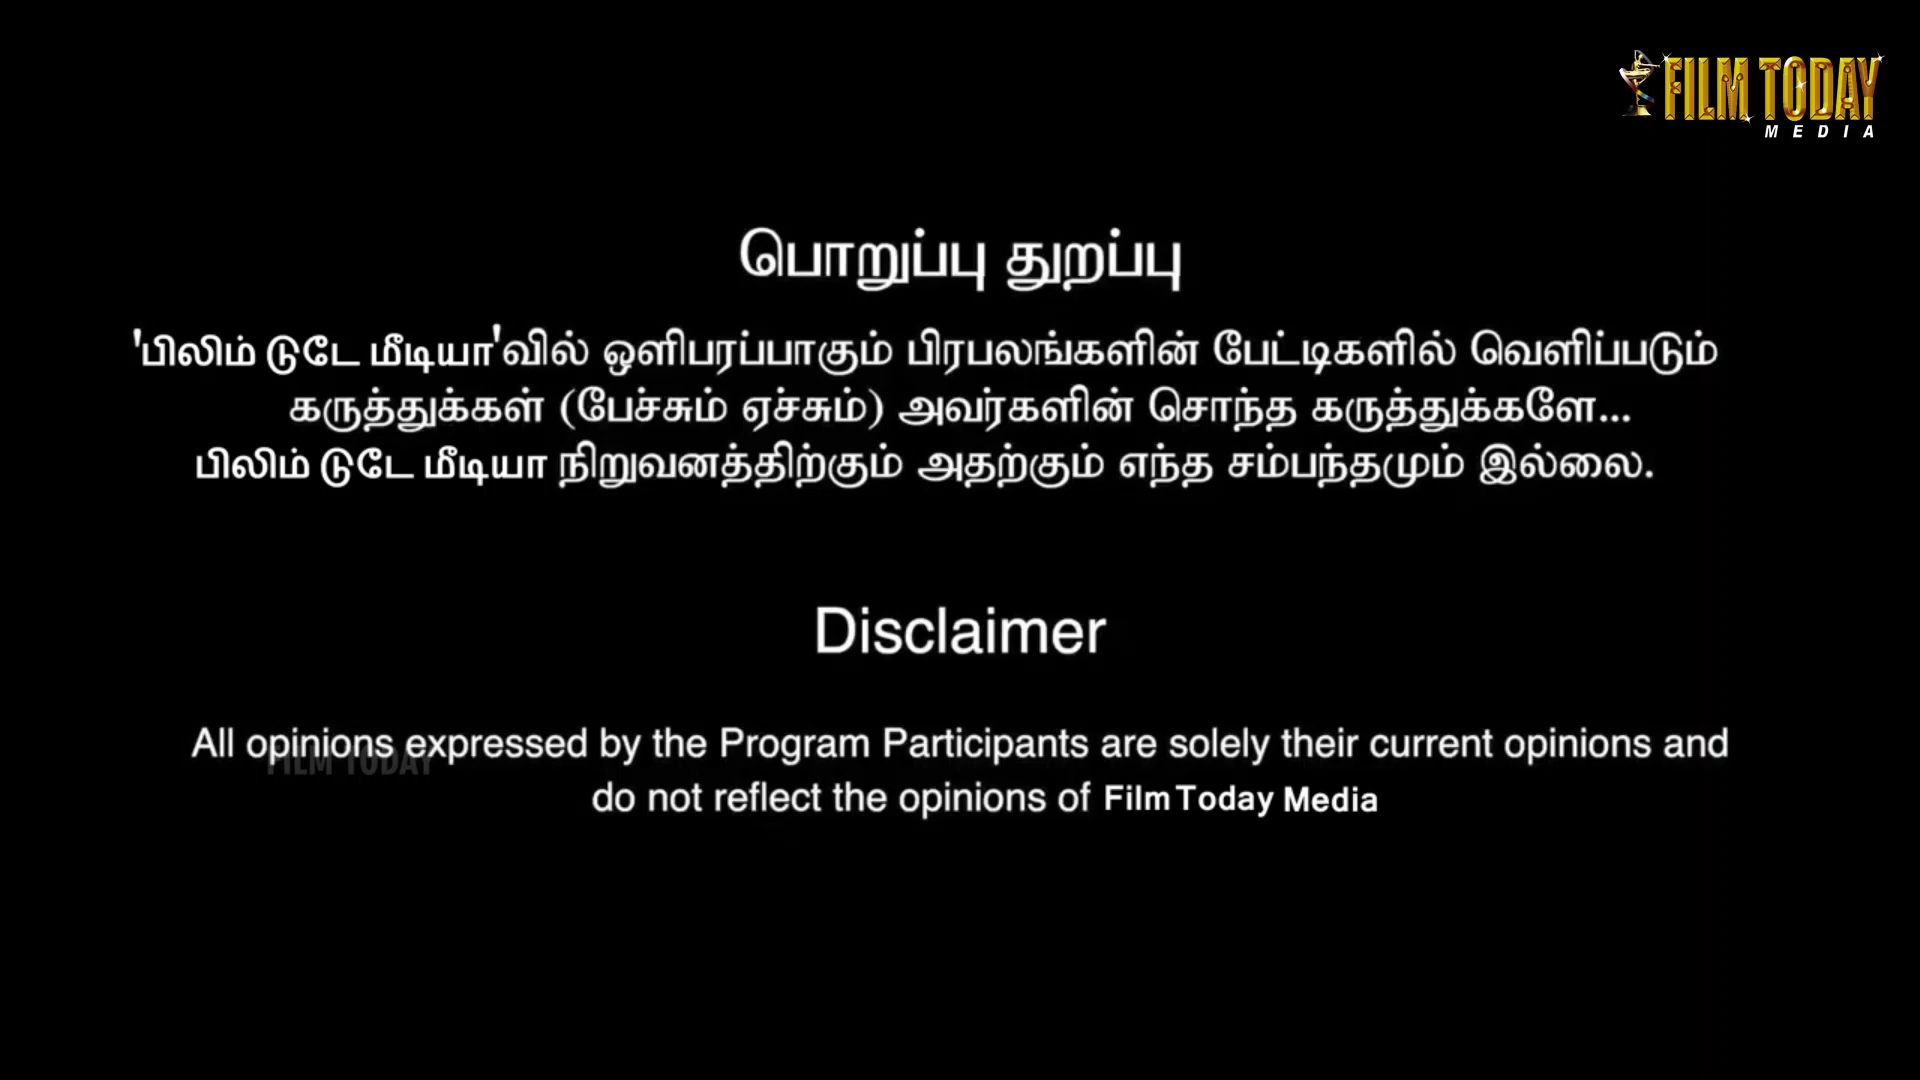 FILM TODAY
MEDIA
பொறுப்பு துறப்பு
'பிலிம் டுடே மீடியா'வில் ஒளிபரப்பாகும் பிரபலங்களின் பேட்டிகளில் வெளிப்படும்
கருத்துக்கள் (பேச்சும் ஏச்சும்) அவர்களின் சொந்த கருத்துக்களே...
பிலிம் டுடே மீடியா நிறுவனத்திற்கும் அதற்கும் எந்த சம்பந்தமும் இல்லை.
Disclaimer
All opinions expressed by the Program Participants are solely their current opinions and
FILM TODAY
do not reflect the opinions of Film Today Media